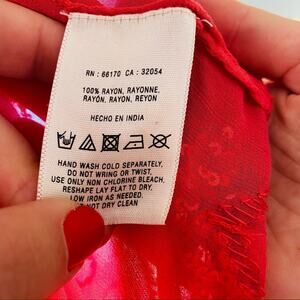 RN : 66170 CA : 32054
100% RAYON, RAYONNE,
RAYÓN, RAYON, REYON
HECHO EN INDIA
HAND WASH COLD SEPARATELY,
DO NOT WRING OR TWIST,
USE ONLY NON CHLORINE BLEACH,
RESHAPE LAY FLAT TO DRY,
LOW IRON AS NEEDED.
NOT DRY CLEAN